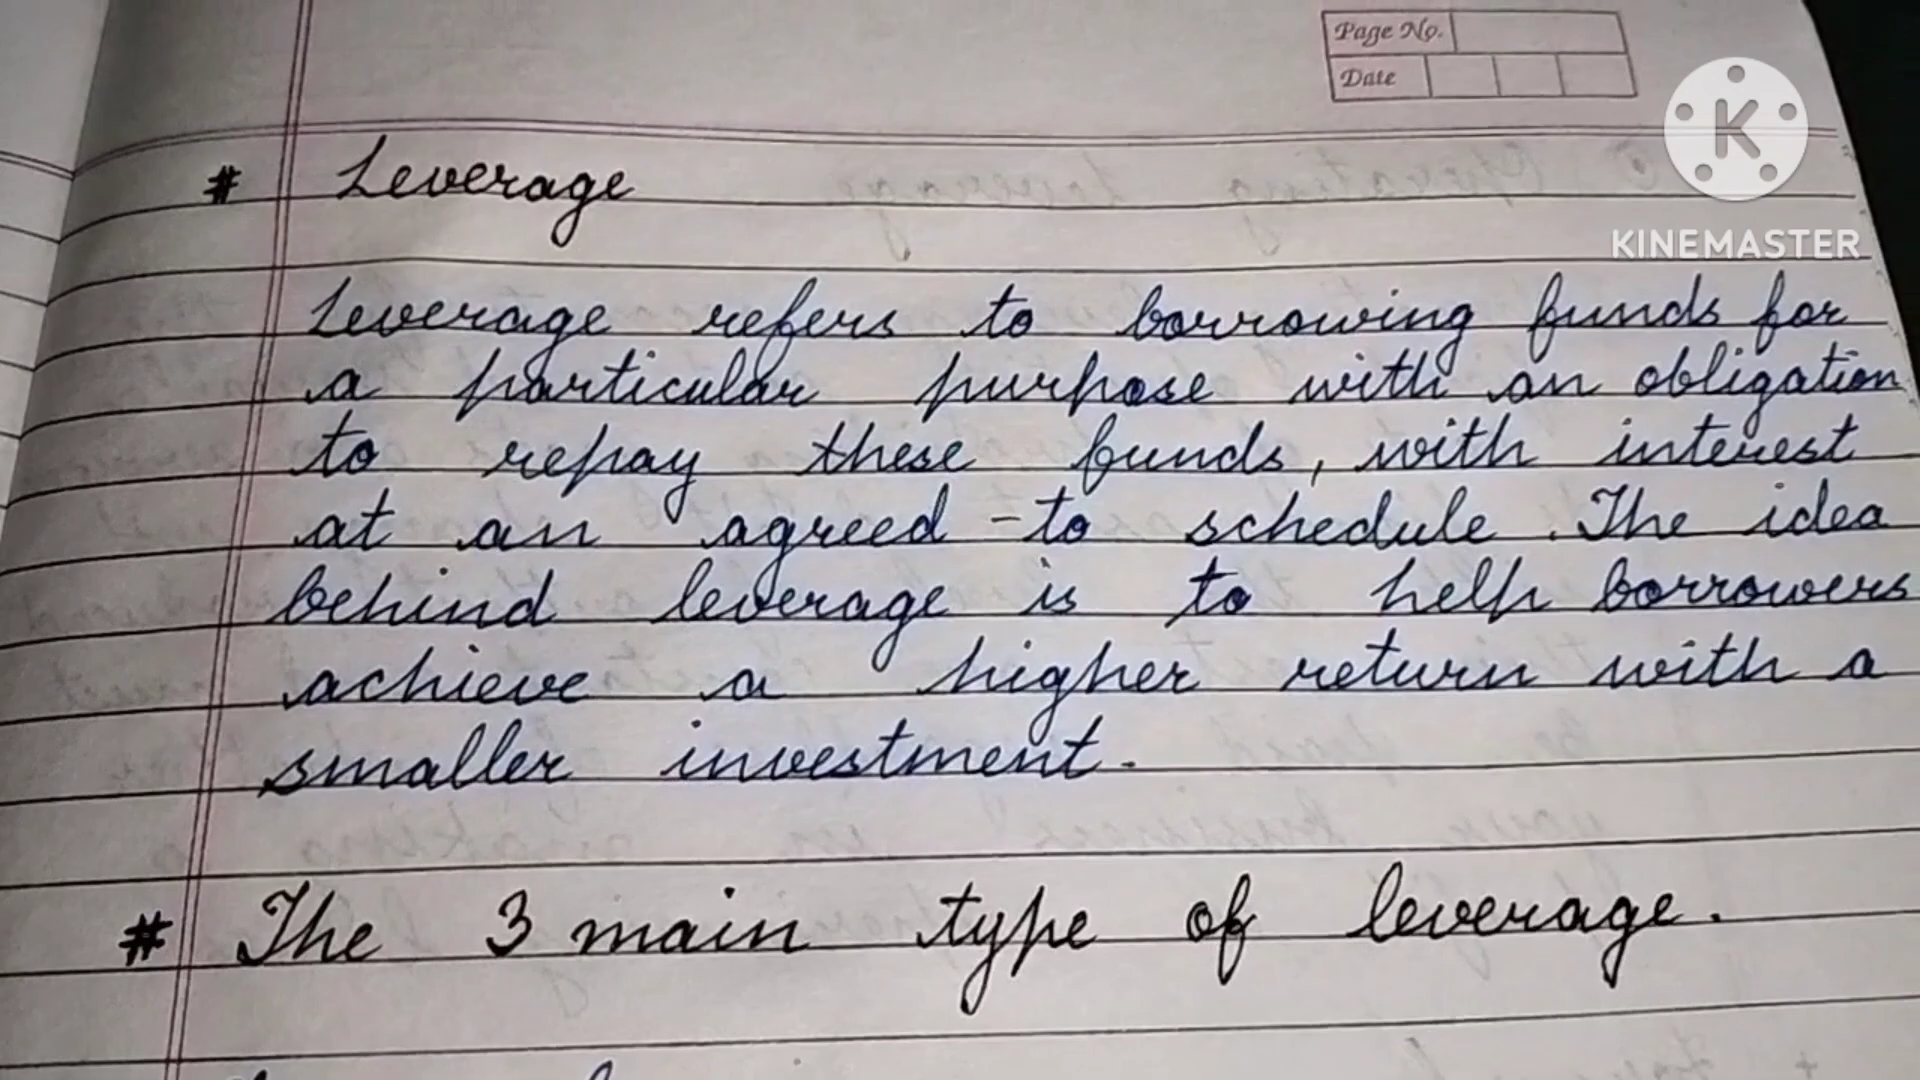 Page No.
Date
K
KINEMASTER
# Leverage
Leverage refers to borrowing funds for
a particular purpose with an obligation
to repay these funds, with interest
at an agreed-to schedule. The idea
behind leverage is to help borrowers
achieve a higher return with a
smaller investment.
# The 3 main type of leverage.